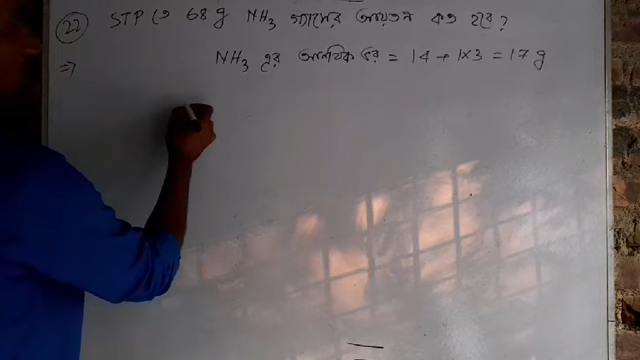 22 STP তে 68 g NH3 গ্যাসের আয়তন কত হবে?
⇒ NH3 এর আণবিক ভর = 14 + 1×3 = 17 g